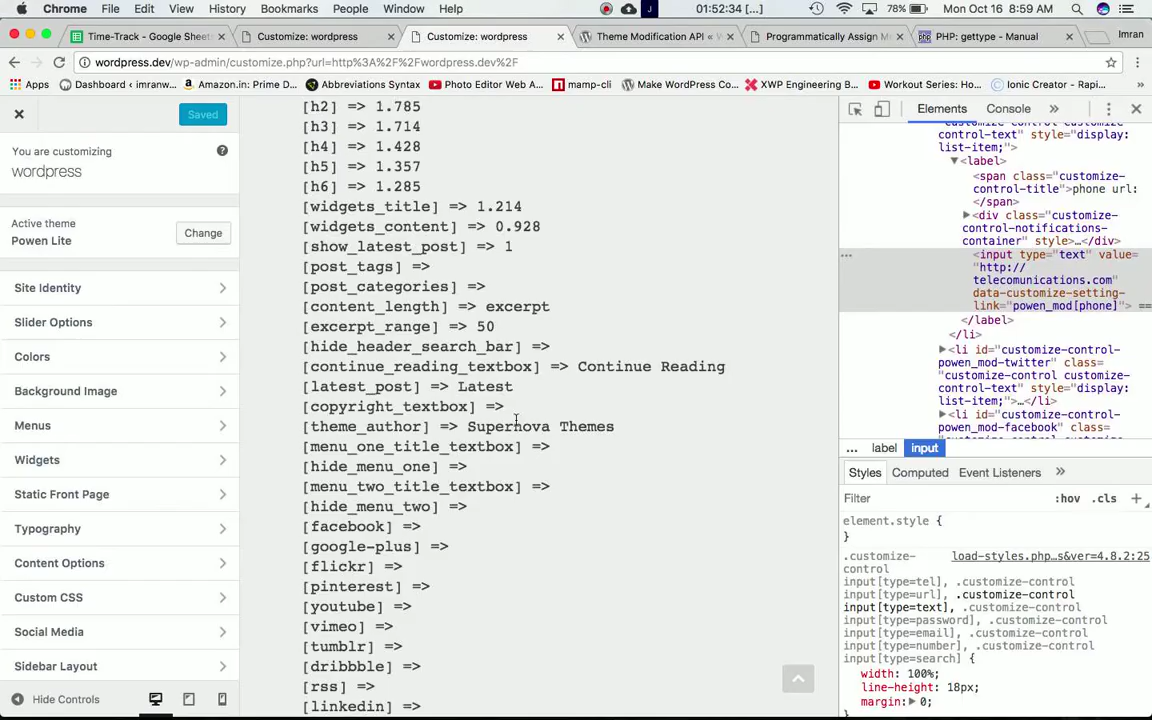 Chrome File Edit View History Bookmarks People Window Help 01:52:34 [...] 78% Mon Oct 16 8:59 AM
Time-Track - Google Sheets Customize: wordpress Customize: wordpress Theme Modification API « W Programmatically Assign M PHP: gettype - Manual Imran
wordpress.dev/wp-admin/customize.php?url=http%3A%2F%2Fwordpress.dev%2F
Apps Dashboard / imranw... Amazon.in: Prime D... Abbreviations Syntax Photo Editor Web A... mamp-cli Make WordPress Co... XWP Engineering B... Workout Series: Hor... Ionic Creator - Rapi...
Saved
You are customizing
wordpress
Active theme
Powen Lite
Change
Site Identity
Slider Options
Colors
Background Image
Menus
Widgets
Static Front Page
Typography
Content Options
Custom CSS
Social Media
Sidebar Layout
Hide Controls
[h2] => 1.785
[h3] => 1.714
[h4] => 1.428
[h5] => 1.357
[h6] => 1.285
[widgets_title] => 1.214
[widgets_content] => 0.928
[show_latest_post] => 1
[post_tags] =>
[post_categories] =>
[content_length] => excerpt
[excerpt_range] => 50
[hide_header_search_bar] =>
[continue_reading_textbox] => Continue Reading
[latest_post] => Latest
[copyright_textbox] =>
[theme_author] => Supernova Themes
[menu_one_title_textbox] =>
[hide_menu_one] =>
[menu_two_title_textbox] =>
[hide_menu_two] =>
[facebook] =>
[google-plus] =>
[flickr] =>
[pinterest] =>
[youtube] =>
[vimeo] =>
[tumblr] =>
[dribbble] =>
[rss] =>
[linkedin] =>
Elements Console »
customize-control customize-
control-text" style="display:
list-item;">
<label>
<span class="customize-
control-title">phone url:
</span>
<div class="customize-
control-notifications-
container" style>…</div>
<input type="text" value=
"http://
telecommunications.com"
data-customize-setting-
link="powen_mod[phone]"> ==
</label>
</li>
<li id="customize-control-
powen_mod-twitter" class=
"customize-control customize-
control-text" style="display:
list-item;">…</li>
<li id="customize-control-
powen_mod-facebook" class=
"customize-control customize-
... label input
Styles Computed Event Listeners »
Filter :hov .cls +
element.style {
}
.customize- load-styles.php…s&ver=4.8.2:25
control
input[type=tel], .customize-control
input[type=url], .customize-control
input[type=text], .customize-control
input[type=password], .customize-control
input[type=email], .customize-control
input[type=number], .customize-control
input[type=search] {
width: 100%;
line-height: 18px;
margin: 0;
}